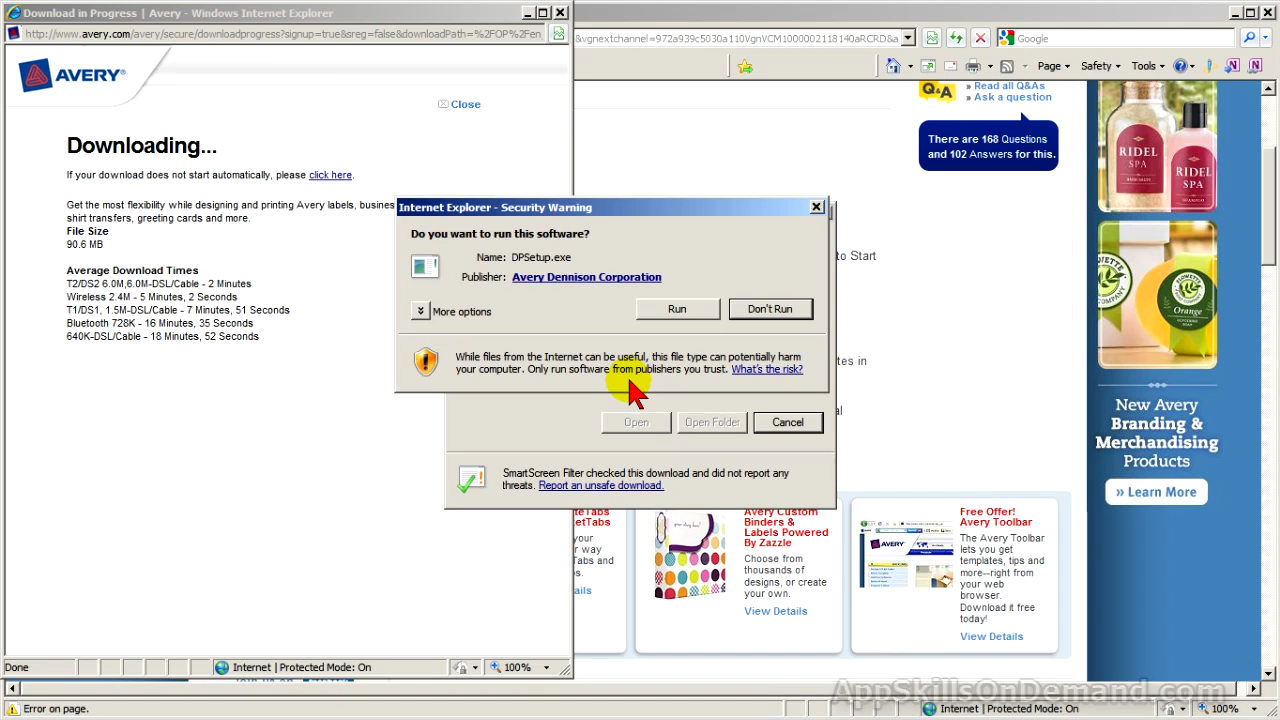 Download in Progress | Avery - Windows Internet Explorer
http://www.avery.com/avery/secure/downloadprogress?signup=true&sreg=false&downloadPath=%2FOP%2Fen
AVERY®
Close
Downloading...
If your download does not start automatically, please click here.
Get the most flexibility while designing and printing Avery labels, busines
shirt transfers, greeting cards and more.
File Size
90.6 MB
Average Download Times
T2/DS2 6.0M,6.0M-DSL/Cable - 2 Minutes
Wireless 2.4M - 5 Minutes, 2 Seconds
T1/DS1, 1.5M-DSL/Cable - 7 Minutes, 51 Seconds
Bluetooth 728K - 16 Minutes, 35 Seconds
640K-DSL/Cable - 18 Minutes, 52 Seconds
Done
Internet | Protected Mode: On
100%
&vgnextchannel=972a939c5030a110VgnVCM1000002118140aRCRD&a
Google
Page
Safety
Tools
Q&A
» Read all Q&As
» Ask a question
There are 168 Questions
and 102 Answers for this.
to Start
tes in
al
Internet Explorer - Security Warning
Do you want to run this software?
Name: DPSetup.exe
Publisher: Avery Dennison Corporation
More options
Run
Don't Run
While files from the Internet can be useful, this file type can potentially harm
your computer. Only run software from publishers you trust. What's the risk?
Open
Open Folder
Cancel
SmartScreen Filter checked this download and did not report any
threats. Report an unsafe download.
teTabs
etTabs
your
way
Tabs and
s.
tails
Avery Custom
Binders &
Labels Powered
By Zazzle
Choose from
thousands of
designs, or create
your own.
View Details
AVERY
Free Offer!
Avery Toolbar
The Avery Toolbar
lets you get
templates, tips and
more--right from
your web
browser.
Download it free
today!
View Details
RIDEL
SPA
RIDEL
SPA
COMPANY
Orange
New Avery
Branding &
Merchandising
Products
» Learn More
AppSkillsOnDemand.com
Error on page.
Internet | Protected Mode: On
100%